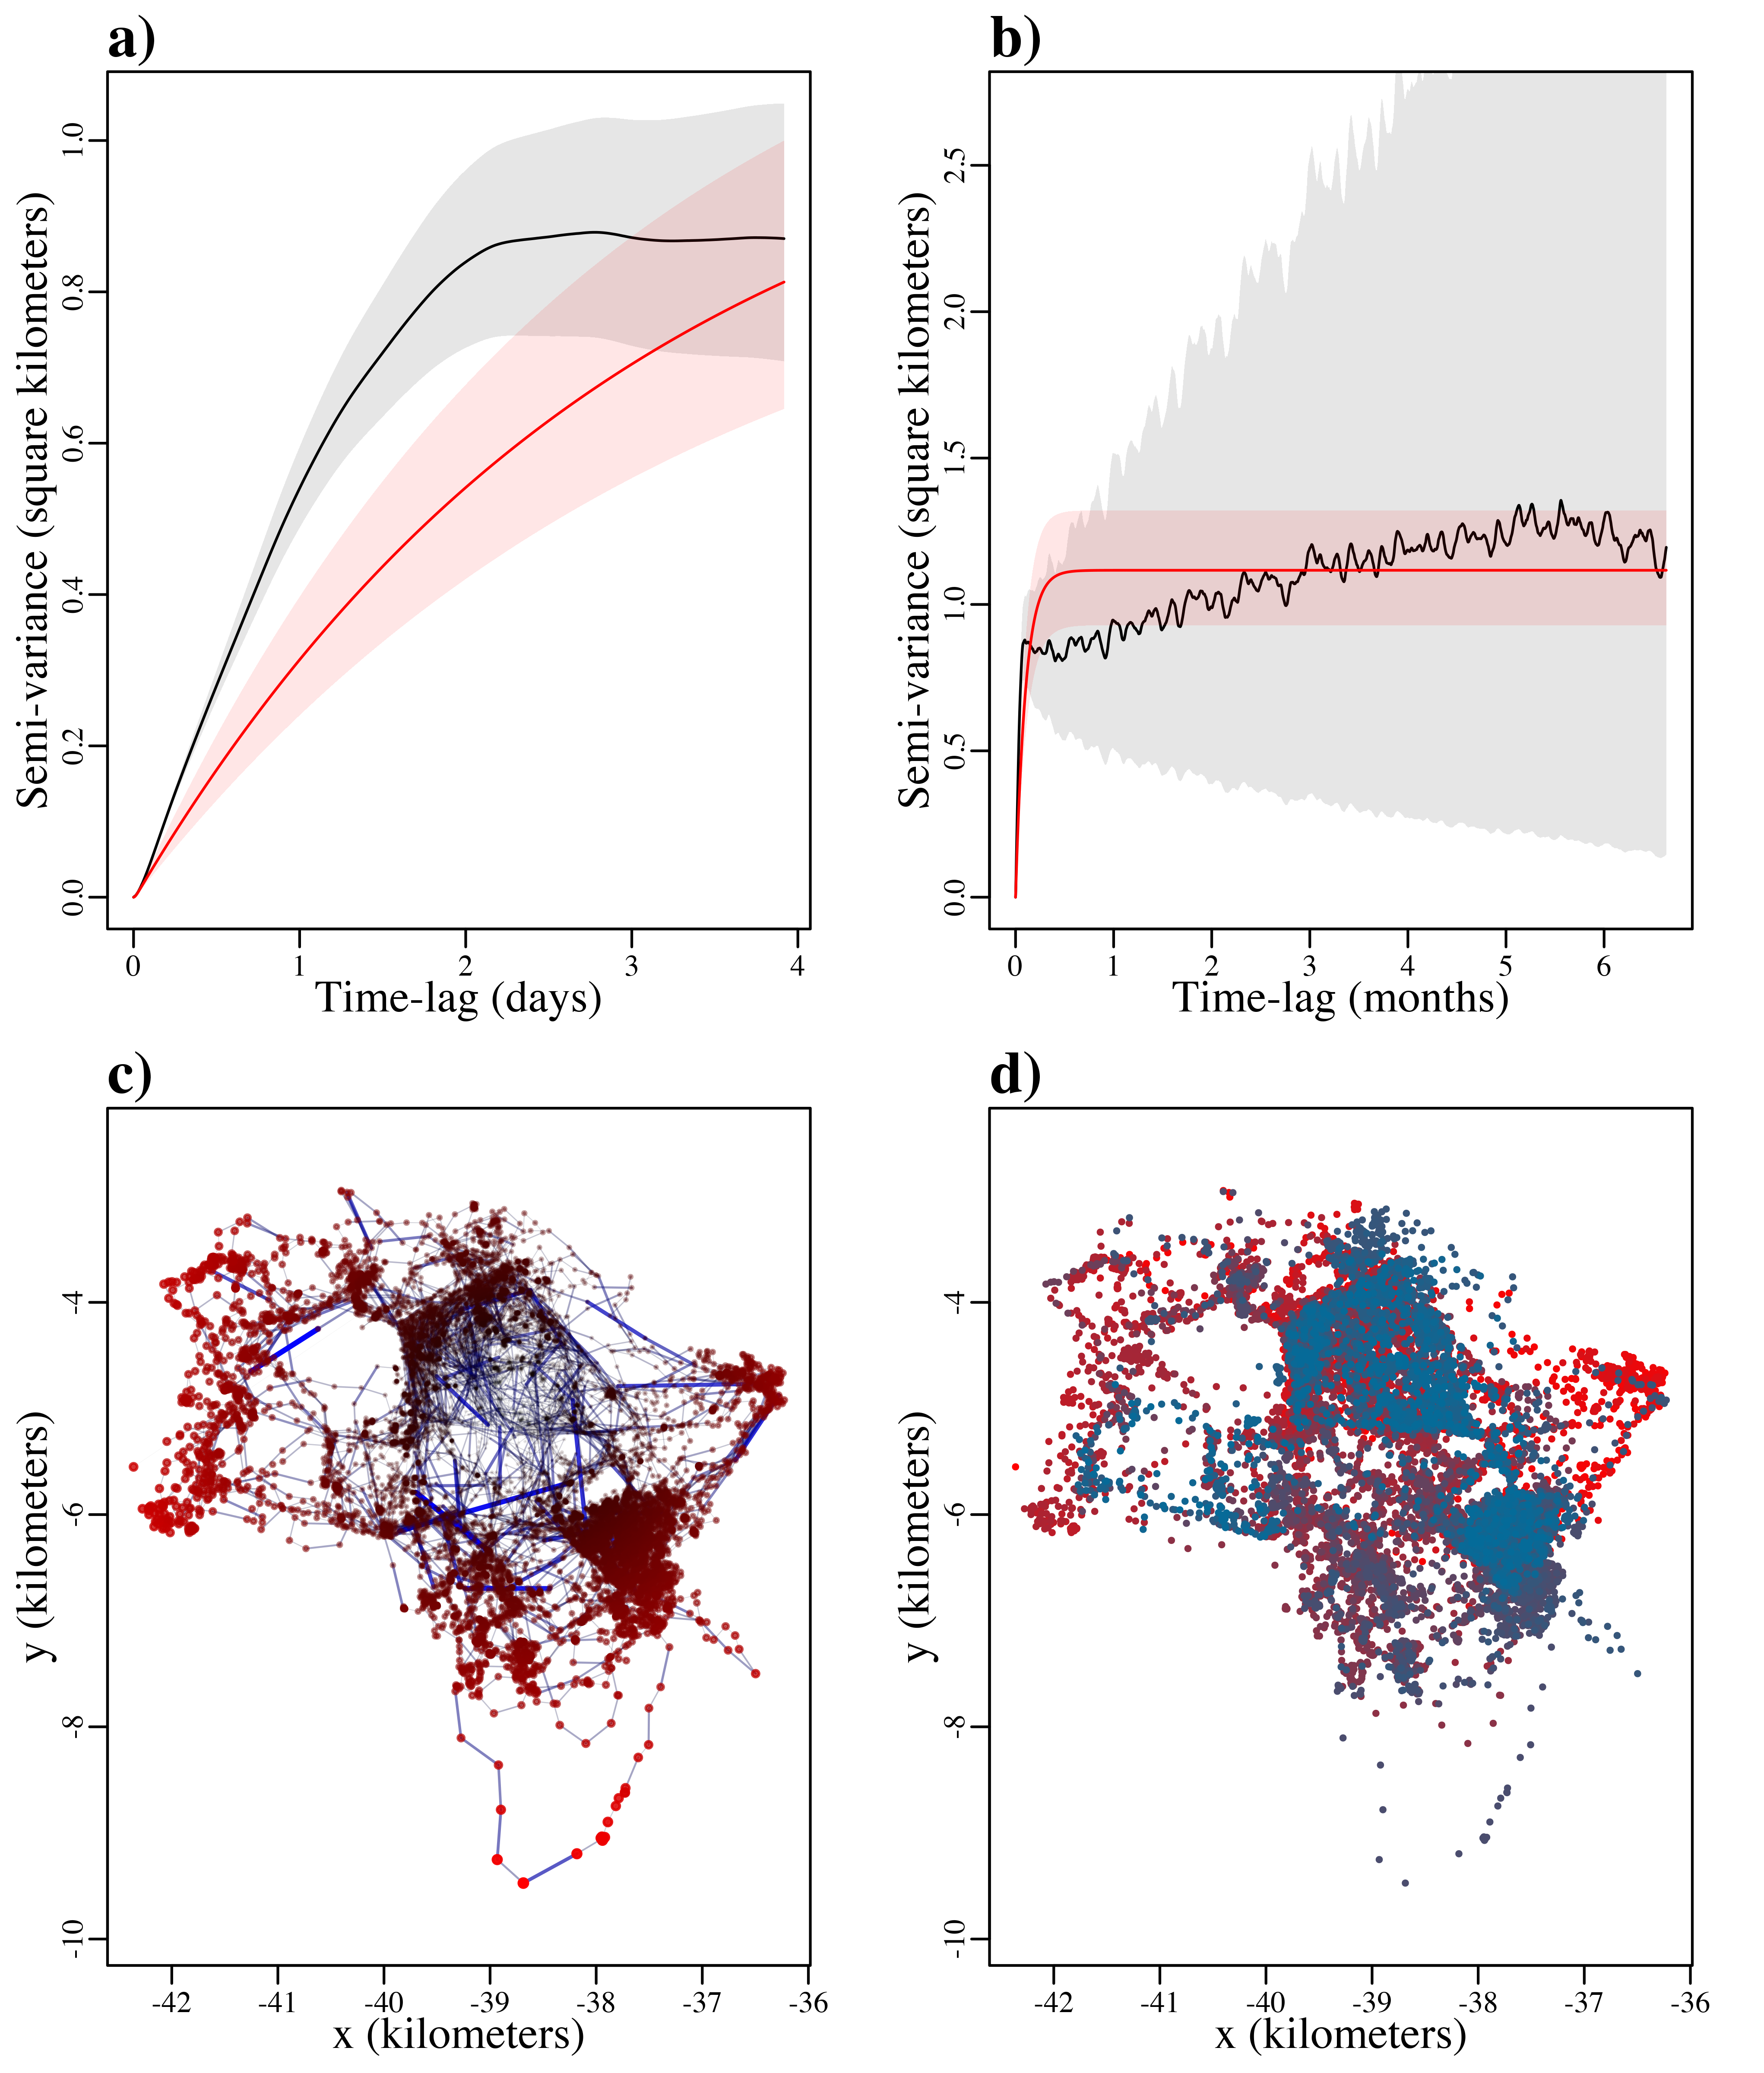 a)
Semi-variance (square kilometers)
1.0
0.8
0.6
0.4
0.2
0.0
0 1 2 3 4
Time-lag (days)
b)
Semi-variance (square kilometers)
2.5
2.0
1.5
1.0
0.5
0.0
0 1 2 3 4 5 6
Time-lag (months)
c)
y (kilometers)
-4
-6
-8
-10
-42 -41 -40 -39 -38 -37 -36
x (kilometers)
d)
y (kilometers)
-4
-6
-8
-10
-42 -41 -40 -39 -38 -37 -36
x (kilometers)